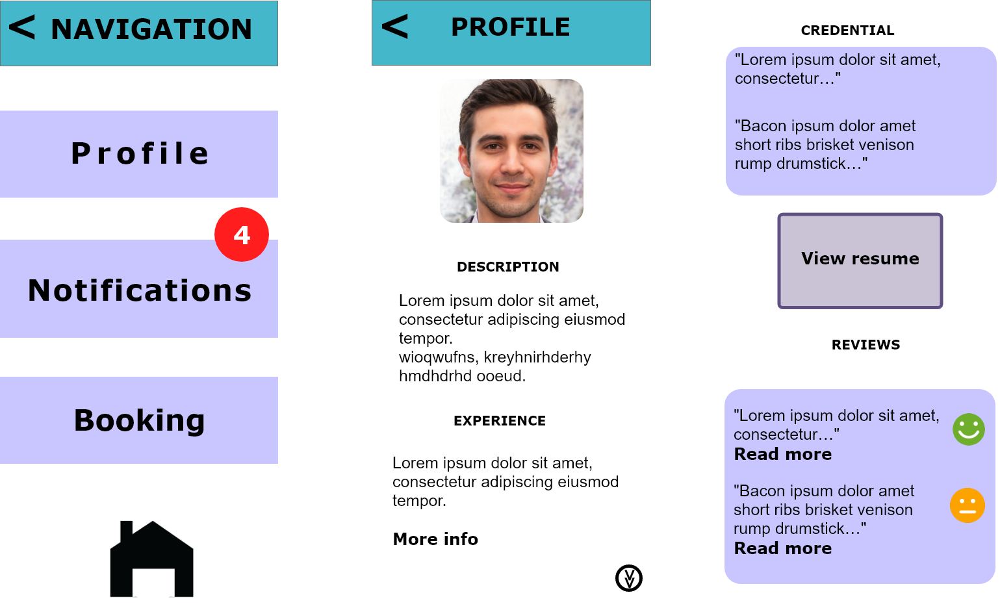 < NAVIGATION
Profile
4
Notifications
Booking
< PROFILE
DESCRIPTION
Lorem ipsum dolor sit amet,
consectetur adipiscing eiusmod
tempor.
wioqwufns, kreyhnirhderhy
hmdhdrhd ooeud.
EXPERIENCE
Lorem ipsum dolor sit amet,
consectetur adipiscing eiusmod
tempor.
More info
CREDENTIAL
"Lorem ipsum dolor sit amet,
consectetur…"
"Bacon ipsum dolor amet
short ribs brisket venison
rump drumstick…"
View resume
REVIEWS
"Lorem ipsum dolor sit amet,
consectetur…"
Read more
"Bacon ipsum dolor amet
short ribs brisket venison
rump drumstick…"
Read more